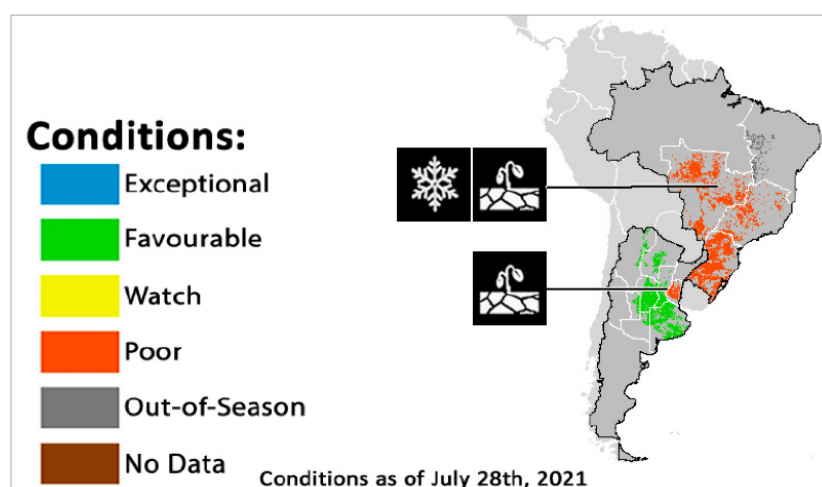 Conditions:
Exceptional
Favourable
Watch
Poor
Out-of-Season
No Data
Conditions as of July 28th, 2021